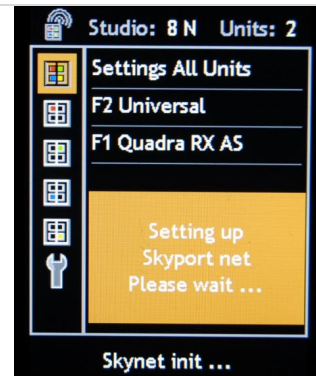 Studio: 8 N Units: 2
Settings All Units
F2 Universal
F1 Quadra RX AS
Setting up
Skyport net
Please wait ...
Skynet init ...